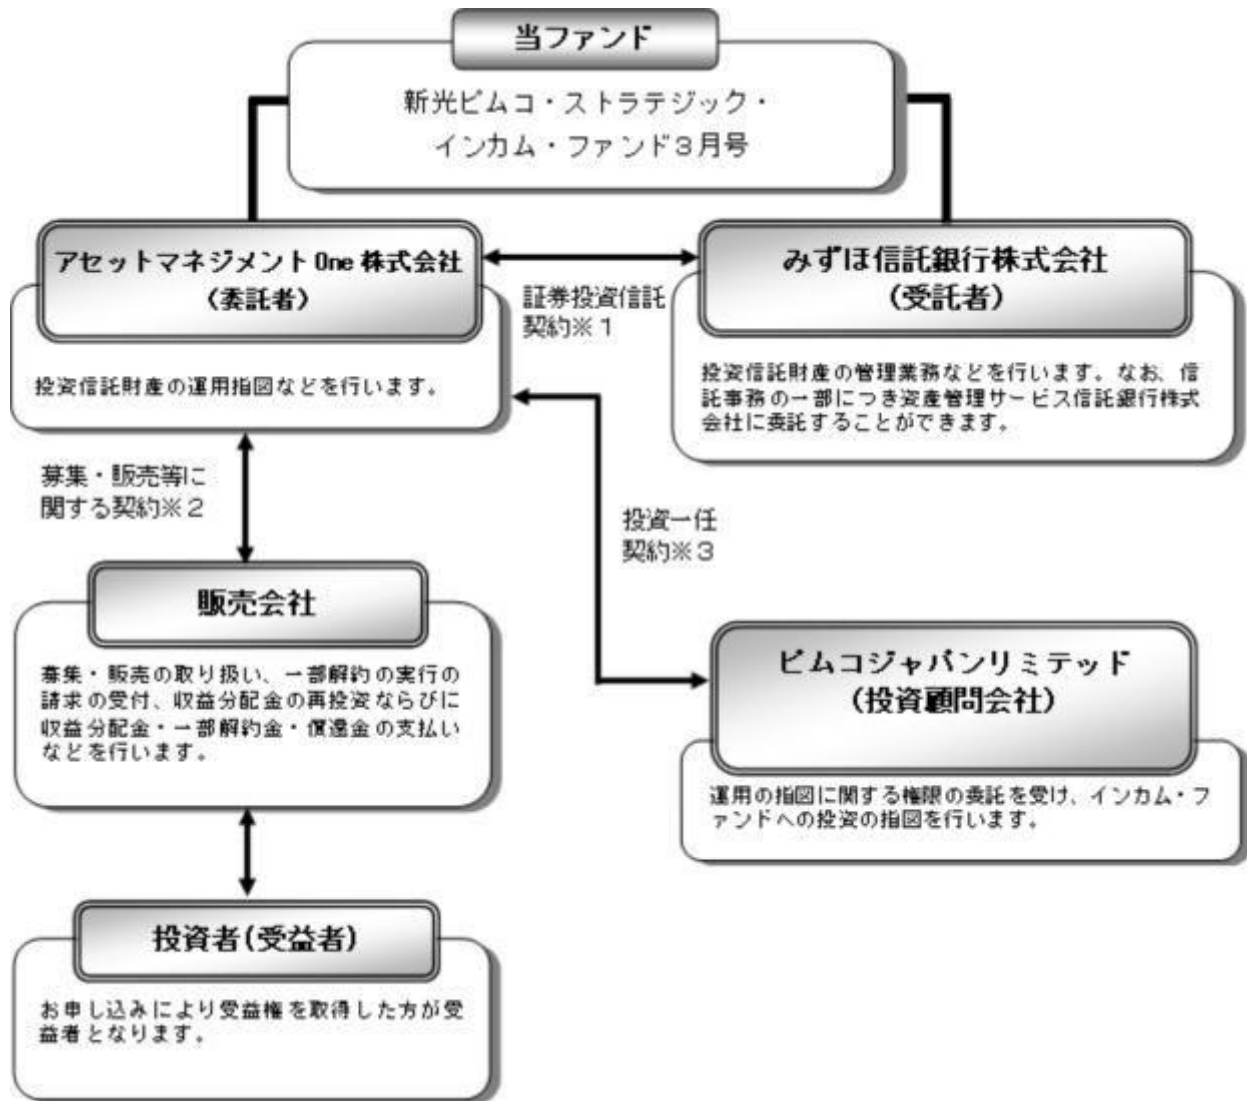 当ファンド
新光ピムコ・ストラテジック・
インカム・ファンド３月号
アセットマネジメントOne 株式会社
（委託者）
投資信託財産の運用指図などを行います。
証券投資信託
契約※１
みずほ信託銀行株式会社
（受託者）
投資信託財産の管理業務などを行います。なお、信
託事務の一部につき資産管理サービス信託銀行株式
会社に委託することができます。
募集・販売等に
関する契約※２
投資一任
契約※３
販売会社
募集・販売の取り扱い、一部解約の実行の
請求の受付、収益分配金の再投資ならびに
収益分配金・一部解約金・償還金の支払い
などを行います。
ピムコジャパンリミテッド
（投資顧問会社）
運用の指図に関する権限の委託を受け、インカム・フ
ァンドへの投資の指図を行います。
投資者(受益者)
お申し込みにより受益権を取得した方が受
益者となります。